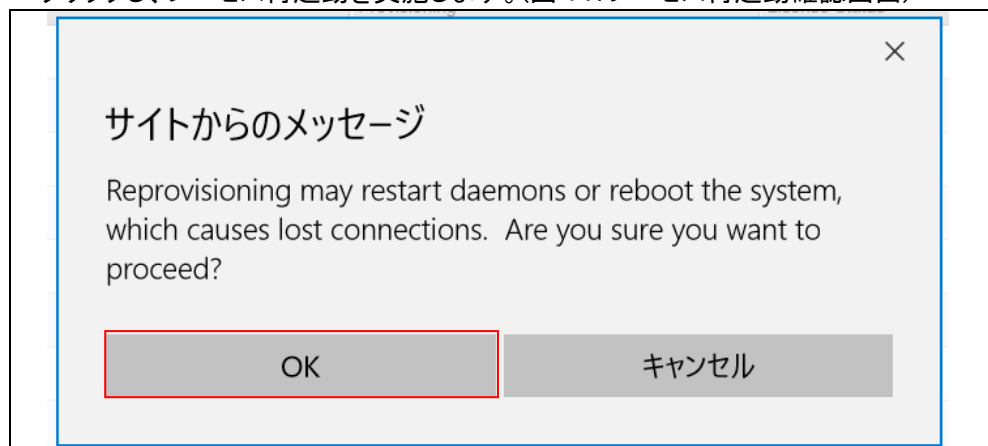 サイトからのメッセージ
Reprovisioning may restart daemons or reboot the system,
which causes lost connections.  Are you sure you want to
proceed?
OK
キャンセル